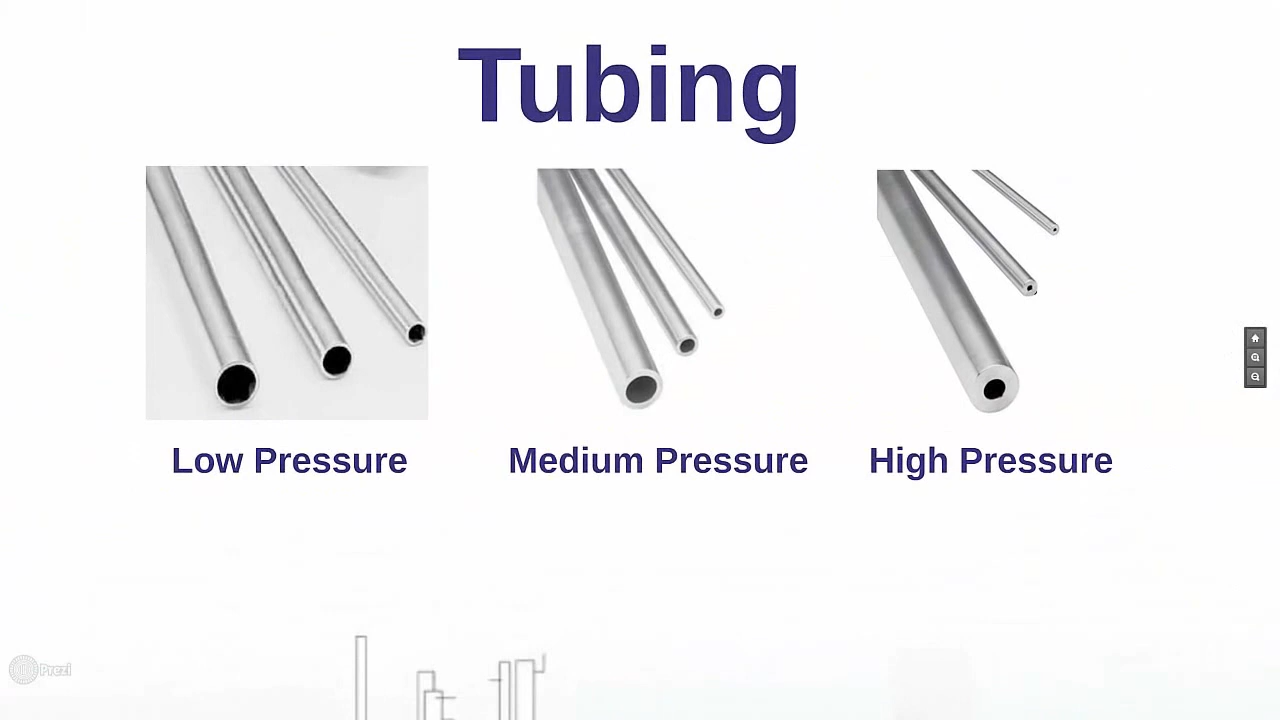 Tubing
Low Pressure
Medium Pressure
High Pressure
Prezi